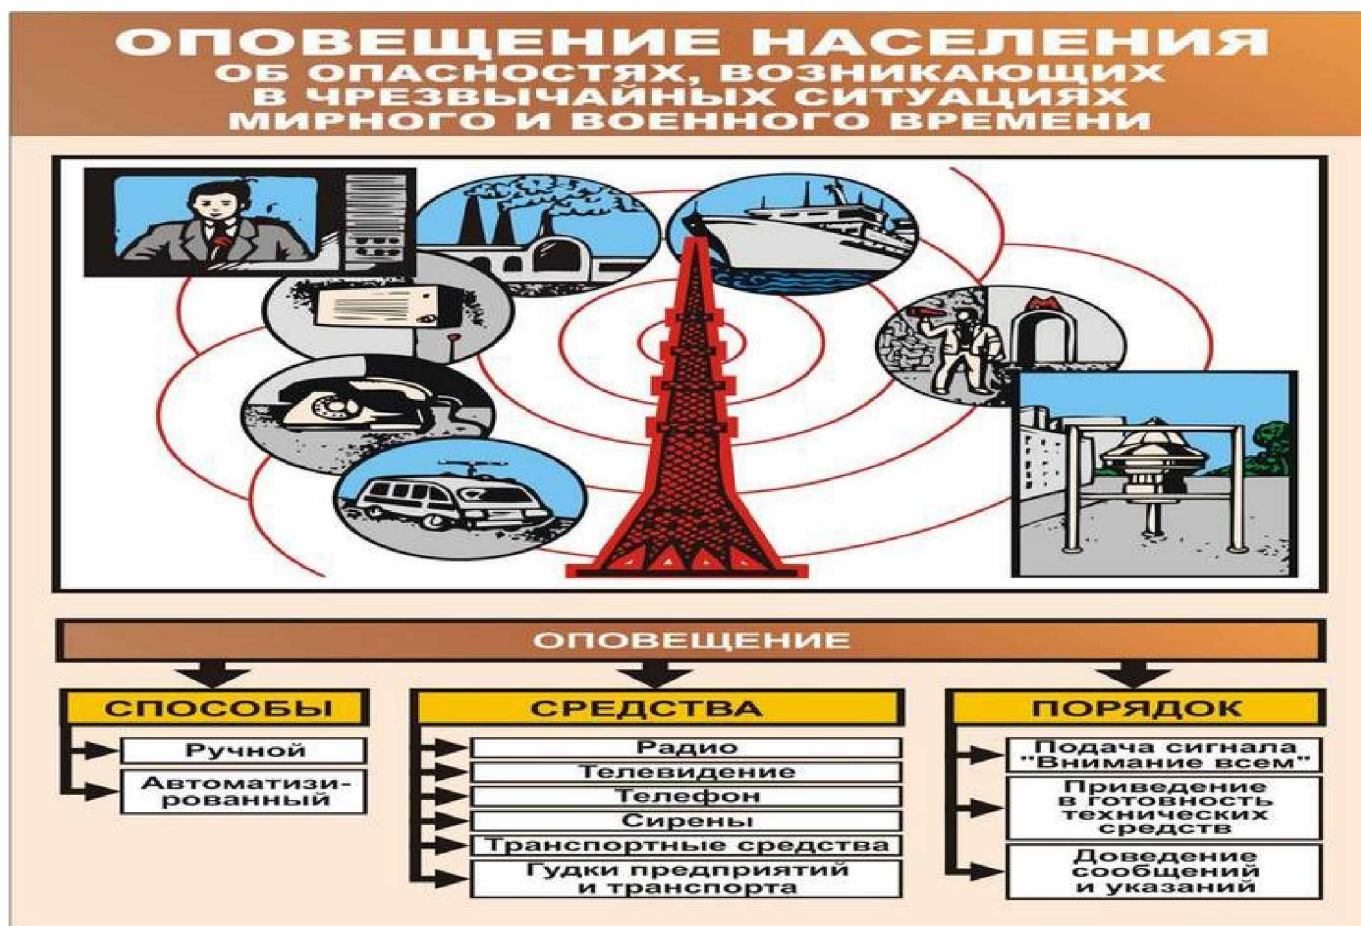 ОПОВЕЩЕНИЕ НАСЕЛЕНИЯ
ОБ ОПАСНОСТЯХ, ВОЗНИКАЮЩИХ
В ЧРЕЗВЫЧАЙНЫХ СИТУАЦИЯХ
МИРНОГО И ВОЕННОГО ВРЕМЕНИ
М
ОПОВЕЩЕНИЕ
СПОСОБЫ
Ручной
Автоматизи-
рованный
СРЕДСТВА
Радио
Телевидение
Телефон
Сирены
Транспортные средства
Гудки предприятий
и транспорта
ПОРЯДОК
Подача сигнала
"Внимание всем"
Приведение
в готовность
технических
средств
Доведение
сообщений
и указаний